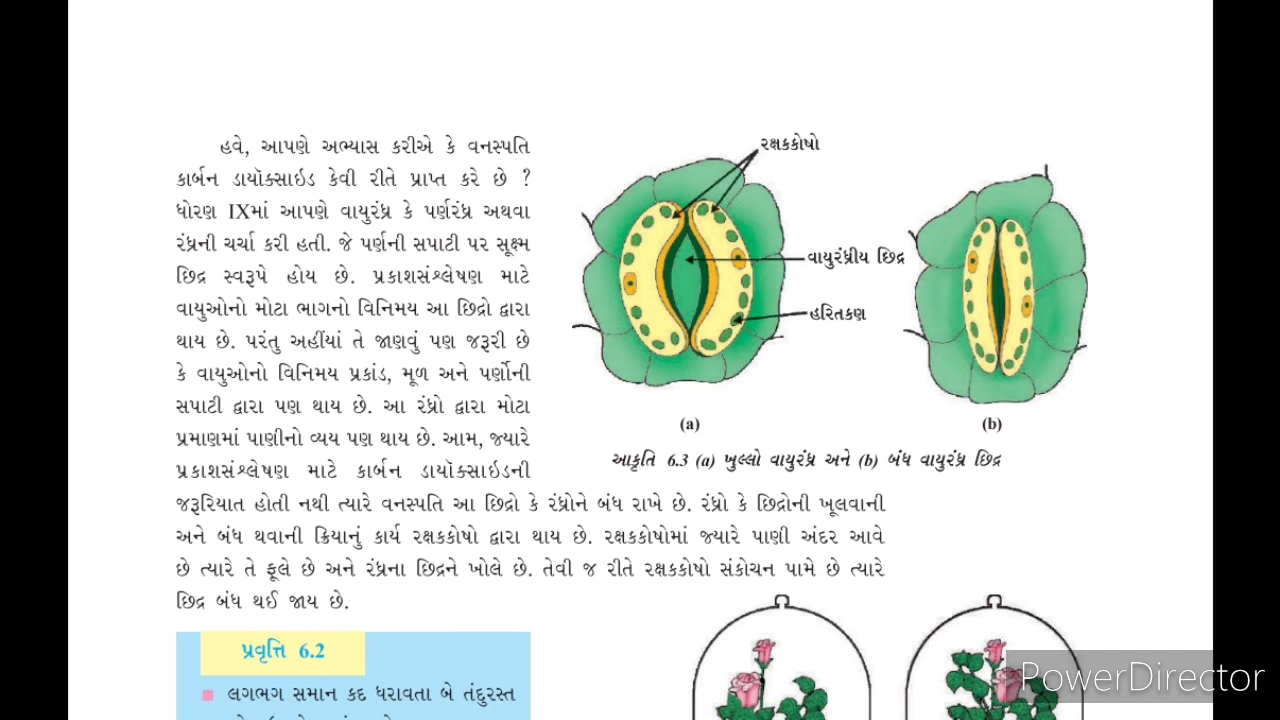 હવે, આપણે અભ્યાસ કરીએ કે વનસ્પતિ
કાર્બન ડાયૉક્સાઇડ કેવી રીતે પ્રાપ્ત કરે છે ?
ધોરણ IXમાં આપણે વાયુરંધ્ર કે પર્ણરંધ્ર અથવા
રંધ્રની ચર્ચા કરી હતી. જે પર્ણની સપાટી પર સૂક્ષ્મ
છિદ્ર સ્વરૂપે હોય છે. પ્રકાશસંશ્લેષણ માટે
વાયુઓનો મોટા ભાગનો વિનિમય આ છિદ્રો દ્વારા
થાય છે. પરંતુ અહીંયાં તે જાણવું પણ જરૂરી છે
કે વાયુઓનો વિનિમય પ્રકાંડ, મૂળ અને પર્ણોની
સપાટી દ્વારા પણ થાય છે. આ રંધ્રો દ્વારા મોટા
પ્રમાણમાં પાણીનો વ્યય પણ થાય છે. આમ, જ્યારે
પ્રકાશસંશ્લેષણ માટે કાર્બન ડાયૉક્સાઇડની
જરૂરિયાત હોતી નથી ત્યારે વનસ્પતિ આ છિદ્રો કે રંધ્રોને બંધ રાખે છે. રંધ્રો કે છિદ્રોની ખૂલવાની
અને બંધ થવાની ક્રિયાનું કાર્ય રક્ષકકોષો દ્વારા થાય છે. રક્ષકકોષોમાં જ્યારે પાણી અંદર આવે
છે ત્યારે તે ફૂલે છે અને રંધ્રના છિદ્રને ખોલે છે. તેવી જ રીતે રક્ષકકોષો સંકોચન પામે છે ત્યારે
છિદ્ર બંધ થઈ જાય છે.
રક્ષકકોષો
વાયુરંધ્રીય છિદ્ર
હરિતકણ
(a)
(b)
આકૃતિ 6.3 (a) ખુલ્લો વાયુરંધ્ર અને (b) બંધ વાયુરંધ્ર છિદ્ર
પ્રવૃત્તિ 6.2
લગભગ સમાન કદ ધરાવતા બે તંદુરસ્ત
PowerDirector